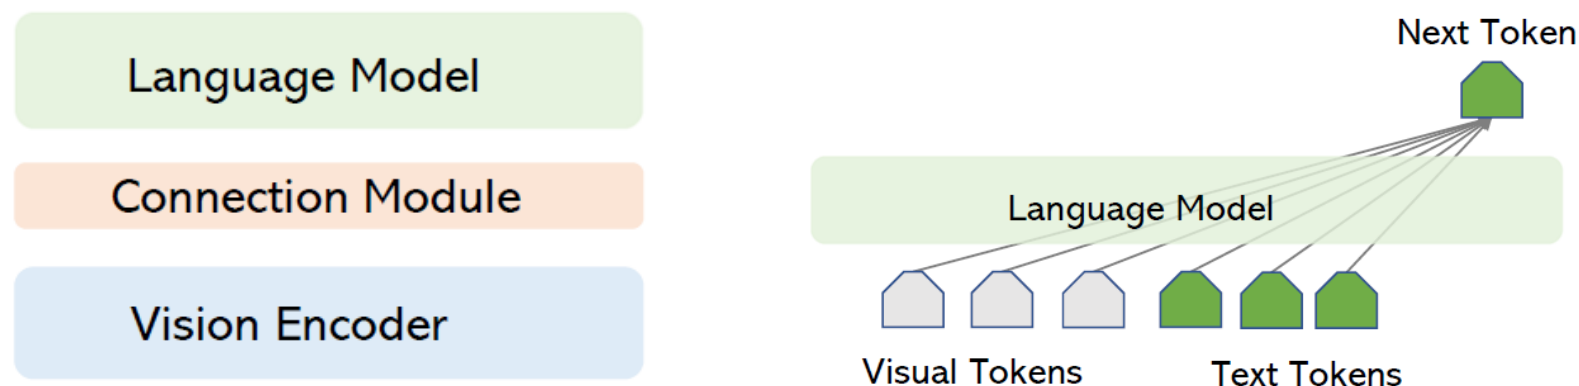 Language Model
Connection Module
Vision Encoder
Next Token
Language Model
Visual Tokens
Text Tokens